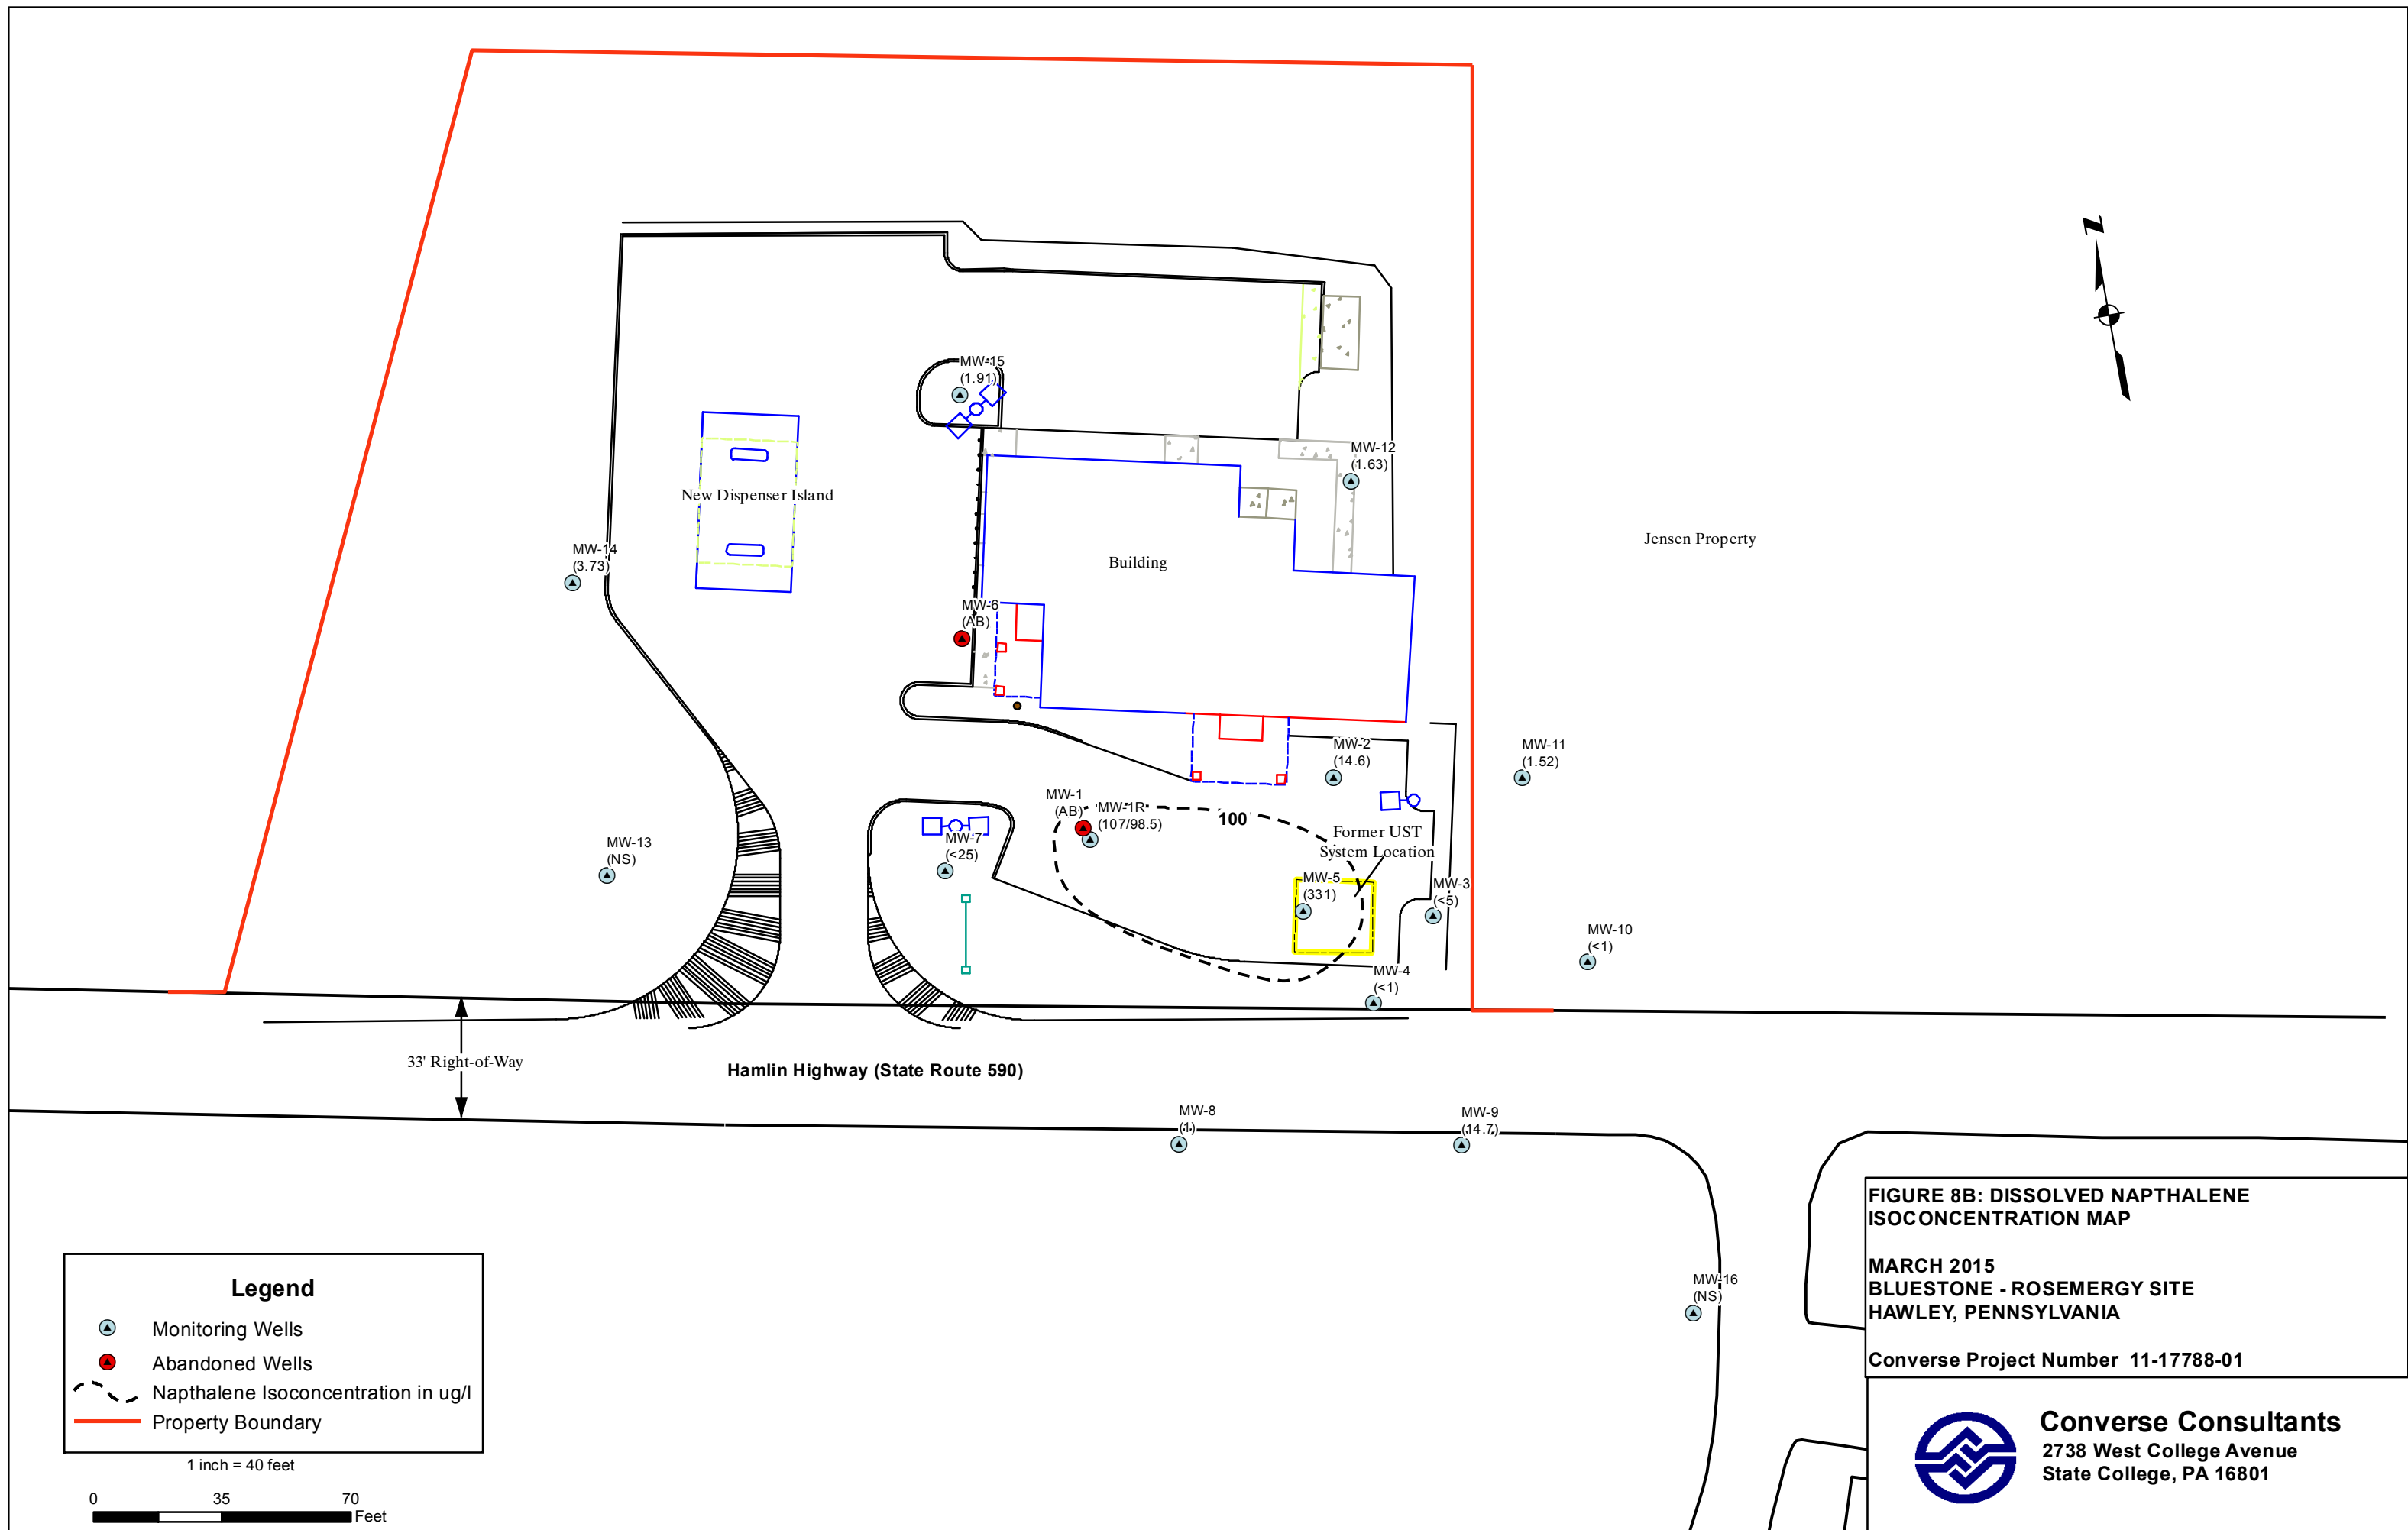 MW-15
(1.91)
MW-12
(1.63)
New Dispenser Island
Jensen Property
MW-14
(3.73)
Building
MW-6
(AB)
MW-2
(14.6)
MW-11
(1.52)
MW-1
(AB)
MW-1R
(107/98.5)
100
Former UST
System Location
MW-7
(<25)
MW-13
(NS)
MW-5
(331)
MW-3
(<5)
MW-10
(<1)
MW-4
(<1)
33' Right-of-Way
Hamlin Highway (State Route 590)
MW-8
(1)
MW-9
(14.7)
MW-16
(NS)
N
Legend
Monitoring Wells
Abandoned Wells
Napthalene Isoconcentration in ug/l
Property Boundary
1 inch = 40 feet
0 35 70
Feet
FIGURE 8B: DISSOLVED NAPTHALENE
ISOCONCENTRATION MAP
MARCH 2015
BLUESTONE - ROSEMERGY SITE
HAWLEY, PENNSYLVANIA
Converse Project Number 11-17788-01
Converse Consultants
2738 West College Avenue
State College, PA 16801